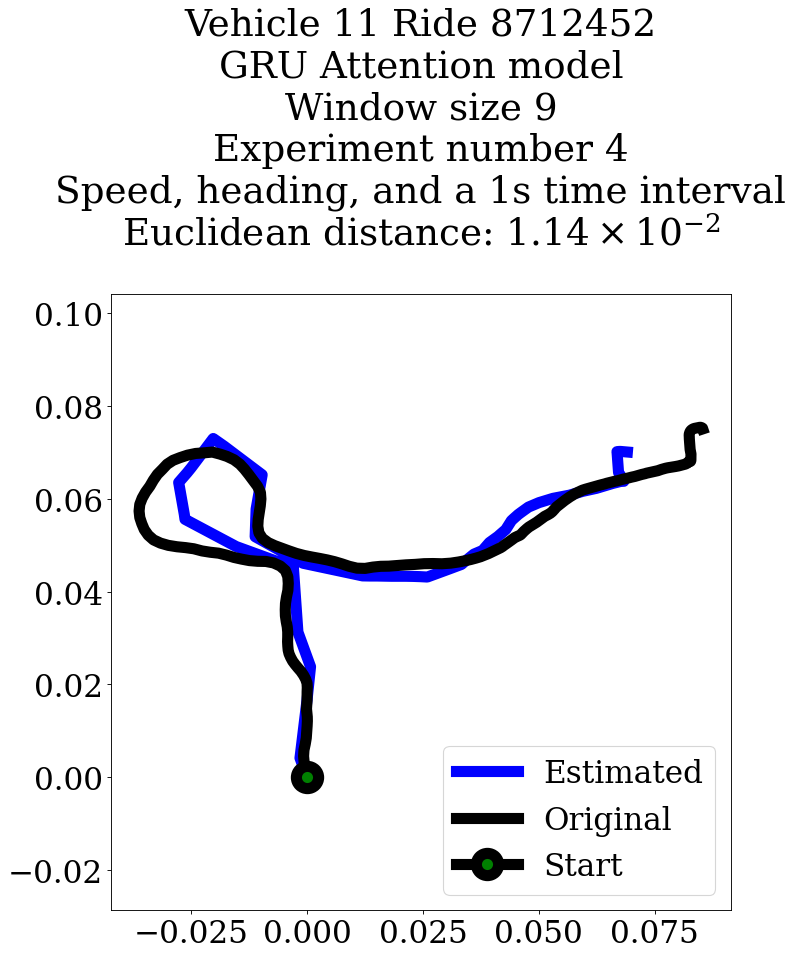 Vehicle 11 Ride 8712452
GRU Attention model
Window size 9
Experiment number 4
Speed, heading, and a 1s time interval
Euclidean distance: 1.14 × 10⁻²
0.10
0.08
0.06
0.04
0.02
0.00
−0.02
Estimated
Original
Start
−0.025 0.000 0.025 0.050 0.075